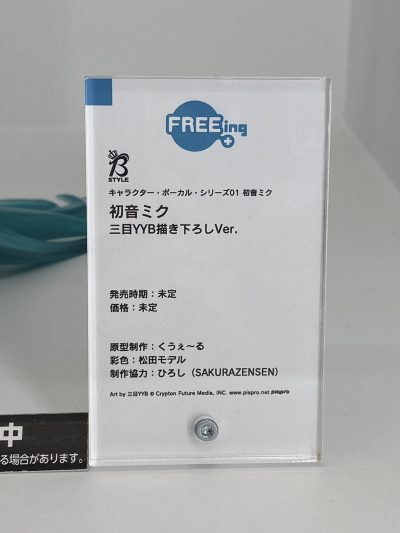 FREEing
B
STYLE
キャラクター・ボーカル・シリーズ01 初音ミク
初音ミク
三目YYB描き下ろしVer.
発売時期：未定
価格：未定
原型制作：くうぇ～る
彩色：松田モデル
制作協力：ひろし（SAKURAZENSEN）
Art by 三目YYB © Crypton Future Media, INC. www.piapro.net piapro
中
る場合があります。